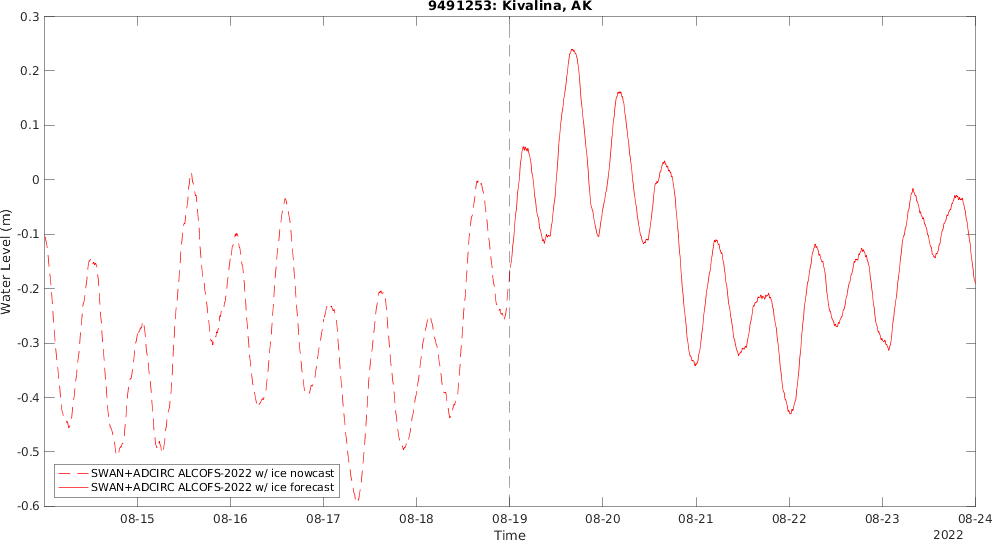 9491253: Kivalina, AK
0.3
0.2
0.1
0
-0.1
-0.2
-0.3
-0.4
-0.5
-0.6
Water Level (m)
SWAN+ADCIRC ALCOFS-2022 w/ ice nowcast
SWAN+ADCIRC ALCOFS-2022 w/ ice forecast
08-15 08-16 08-17 08-18 08-19 08-20 08-21 08-22 08-23 08-24
Time
2022